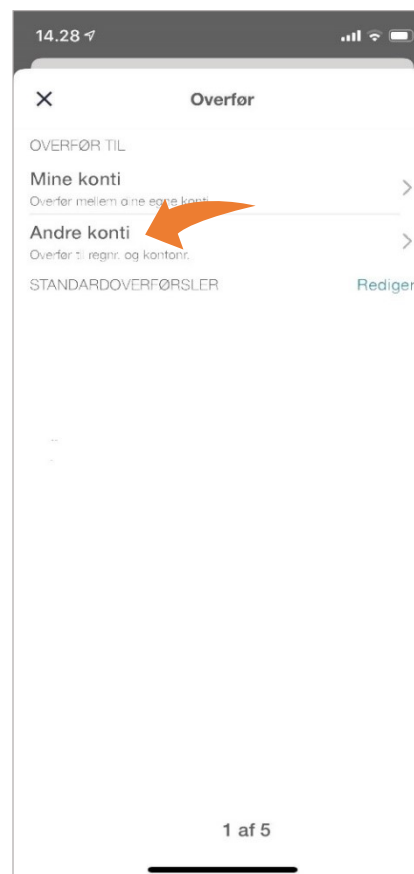 14.28
Overfør
OVERFØR TIL
Mine konti
Overfør mellem dine egne konti
Andre konti
Overfør til regnr. og kontonr.
STANDARDOVERFØRSLER Rediger
1 af 5